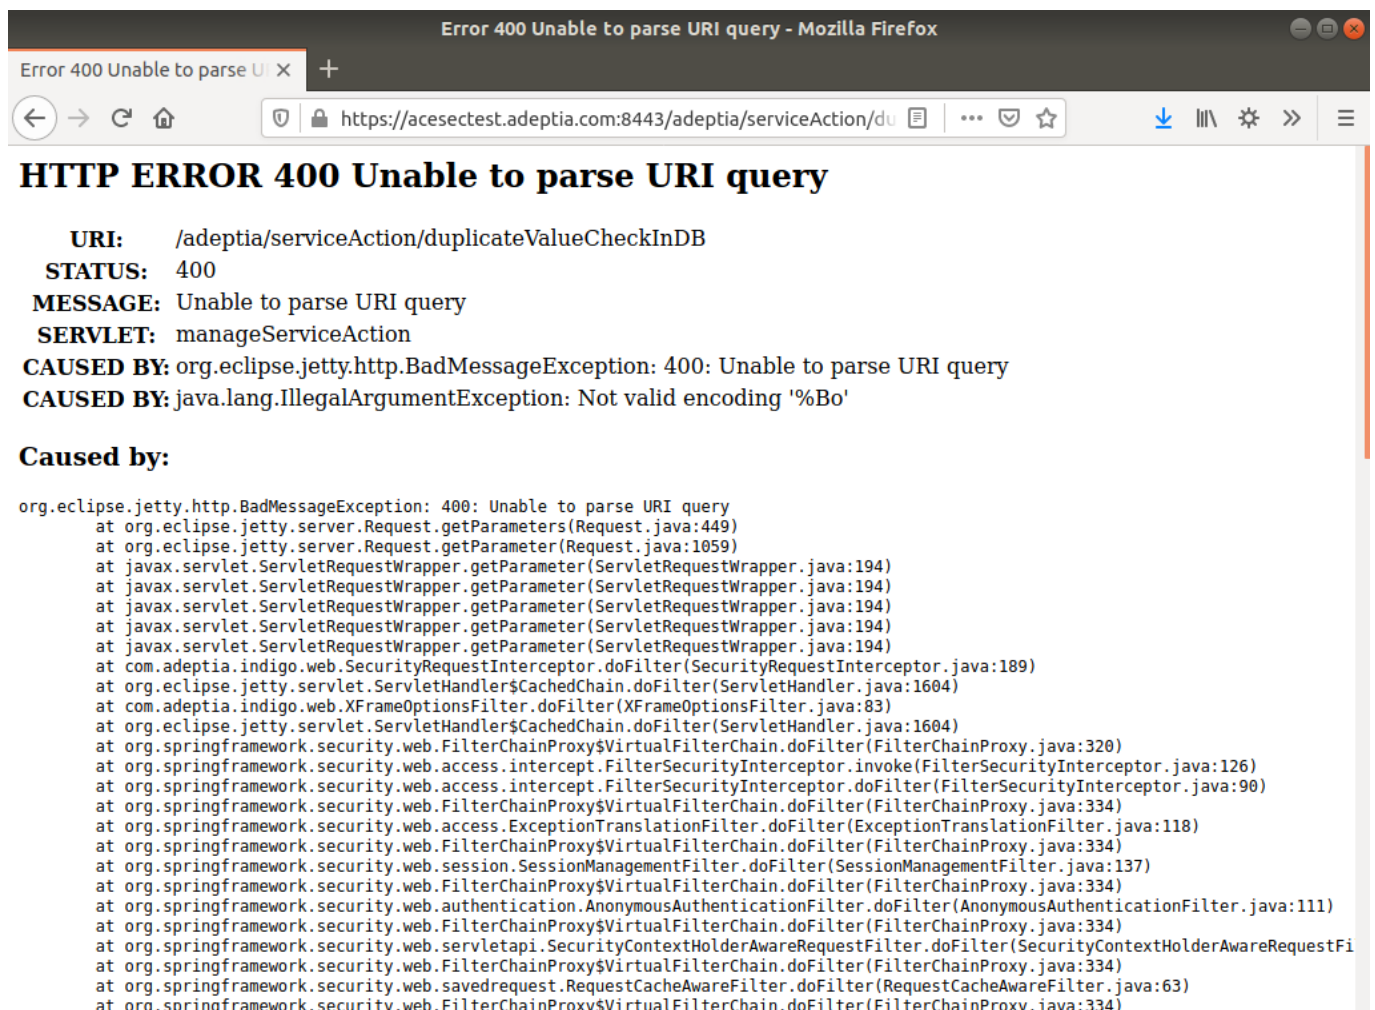 Error 400 Unable to parse URI query - Mozilla Firefox
Error 400 Unable to parse U
https://acesectest.adeptia.com:8443/adeptia/serviceAction/du
HTTP ERROR 400 Unable to parse URI query
URI: /adeptia/serviceAction/duplicateValueCheckInDB
STATUS: 400
MESSAGE: Unable to parse URI query
SERVLET: manageServiceAction
CAUSED BY: org.eclipse.jetty.http.BadMessageException: 400: Unable to parse URI query
CAUSED BY: java.lang.IllegalArgumentException: Not valid encoding '%Bo'
Caused by:
org.eclipse.jetty.http.BadMessageException: 400: Unable to parse URI query
at org.eclipse.jetty.server.Request.getParameters(Request.java:449)
at org.eclipse.jetty.server.Request.getParameter(Request.java:1059)
at javax.servlet.ServletRequestWrapper.getParameter(ServletRequestWrapper.java:194)
at javax.servlet.ServletRequestWrapper.getParameter(ServletRequestWrapper.java:194)
at javax.servlet.ServletRequestWrapper.getParameter(ServletRequestWrapper.java:194)
at javax.servlet.ServletRequestWrapper.getParameter(ServletRequestWrapper.java:194)
at javax.servlet.ServletRequestWrapper.getParameter(ServletRequestWrapper.java:194)
at com.adeptia.indigo.web.SecurityRequestInterceptor.doFilter(SecurityRequestInterceptor.java:189)
at org.eclipse.jetty.servlet.ServletHandler$CachedChain.doFilter(ServletHandler.java:1604)
at com.adeptia.indigo.web.XFrameOptionsFilter.doFilter(XFrameOptionsFilter.java:83)
at org.eclipse.jetty.servlet.ServletHandler$CachedChain.doFilter(ServletHandler.java:1604)
at org.springframework.security.web.FilterChainProxy$VirtualFilterChain.doFilter(FilterChainProxy.java:320)
at org.springframework.security.web.access.intercept.FilterSecurityInterceptor.invoke(FilterSecurityInterceptor.java:126)
at org.springframework.security.web.access.intercept.FilterSecurityInterceptor.doFilter(FilterSecurityInterceptor.java:90)
at org.springframework.security.web.FilterChainProxy$VirtualFilterChain.doFilter(FilterChainProxy.java:334)
at org.springframework.security.web.access.ExceptionTranslationFilter.doFilter(ExceptionTranslationFilter.java:118)
at org.springframework.security.web.FilterChainProxy$VirtualFilterChain.doFilter(FilterChainProxy.java:334)
at org.springframework.security.web.session.SessionManagementFilter.doFilter(SessionManagementFilter.java:137)
at org.springframework.security.web.FilterChainProxy$VirtualFilterChain.doFilter(FilterChainProxy.java:334)
at org.springframework.security.web.authentication.AnonymousAuthenticationFilter.doFilter(AnonymousAuthenticationFilter.java:111)
at org.springframework.security.web.FilterChainProxy$VirtualFilterChain.doFilter(FilterChainProxy.java:334)
at org.springframework.security.web.servletapi.SecurityContextHolderAwareRequestFilter.doFilter(SecurityContextHolderAwareRequestFi
at org.springframework.security.web.FilterChainProxy$VirtualFilterChain.doFilter(FilterChainProxy.java:334)
at org.springframework.security.web.savedrequest.RequestCacheAwareFilter.doFilter(RequestCacheAwareFilter.java:63)
at org.springframework.security.web.FilterChainProxy$VirtualFilterChain.doFilter(FilterChainProxy.java:334)